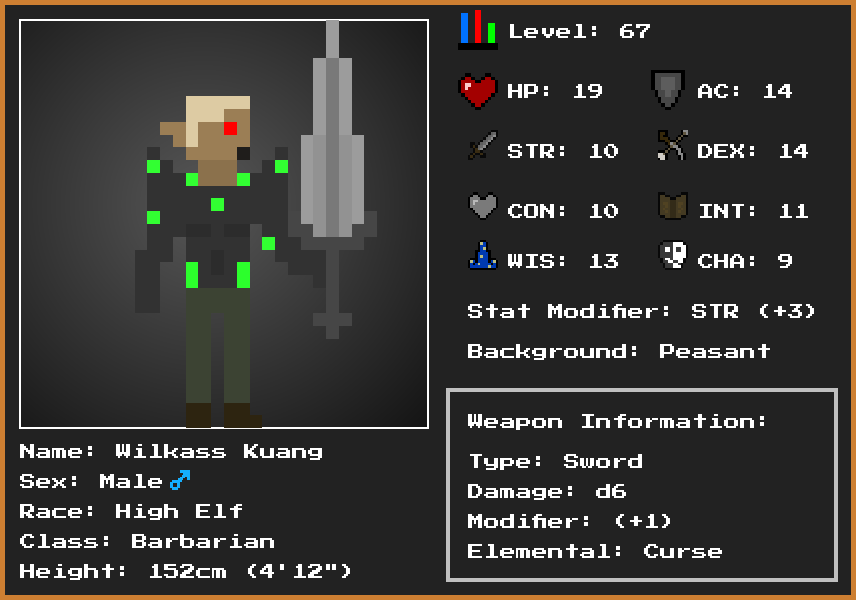 Level: 67
HP: 19
AC: 14
STR: 10
DEX: 14
CON: 10
INT: 11
WIS: 13
CHA: 9
Stat Modifier: STR (+3)
Background: Peasant
Weapon Information:
Type: Sword
Damage: d6
Modifier: (+1)
Elemental: Curse
Name: Wilkass Kuang
Sex: Male♂
Race: High Elf
Class: Barbarian
Height: 152cm (4'12")